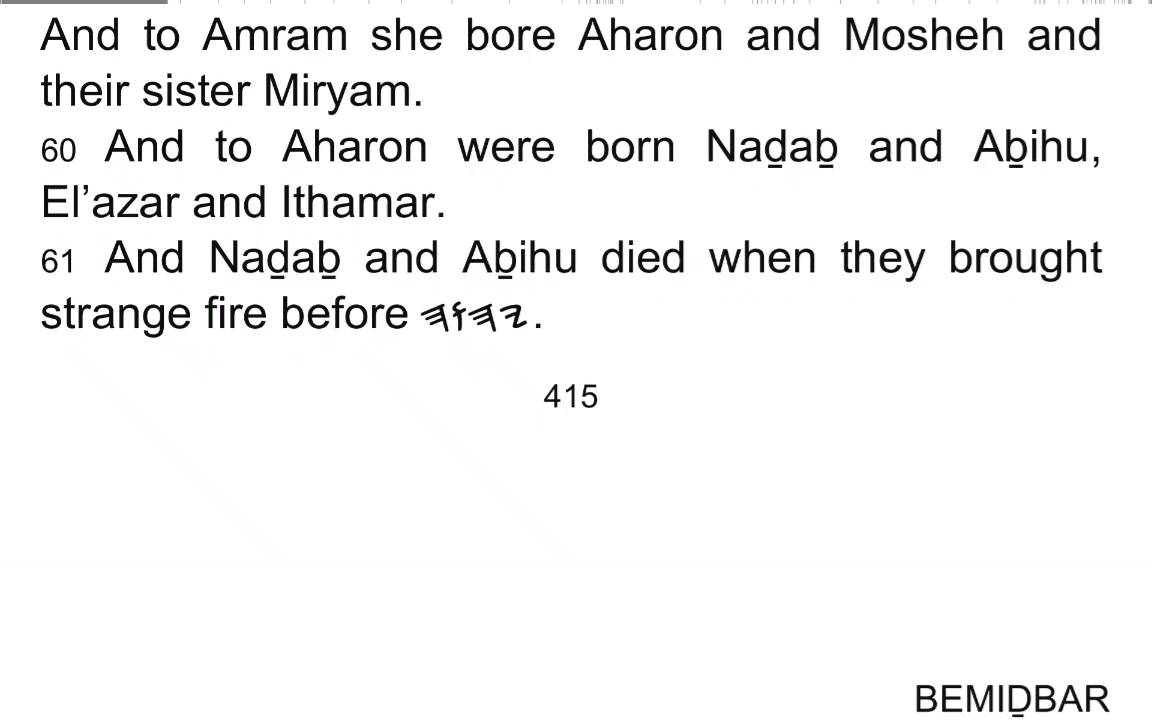 And to Amram she bore Aharon and Mosheh and
their sister Miryam.
60 And to Aharon were born Naḏaḇ and Aḇihu,
El’azar and Ithamar.
61 And Naḏaḇ and Aḇihu died when they brought
strange fire before 𐤉𐤄𐤅𐤄.
415
BEMIḎBAR